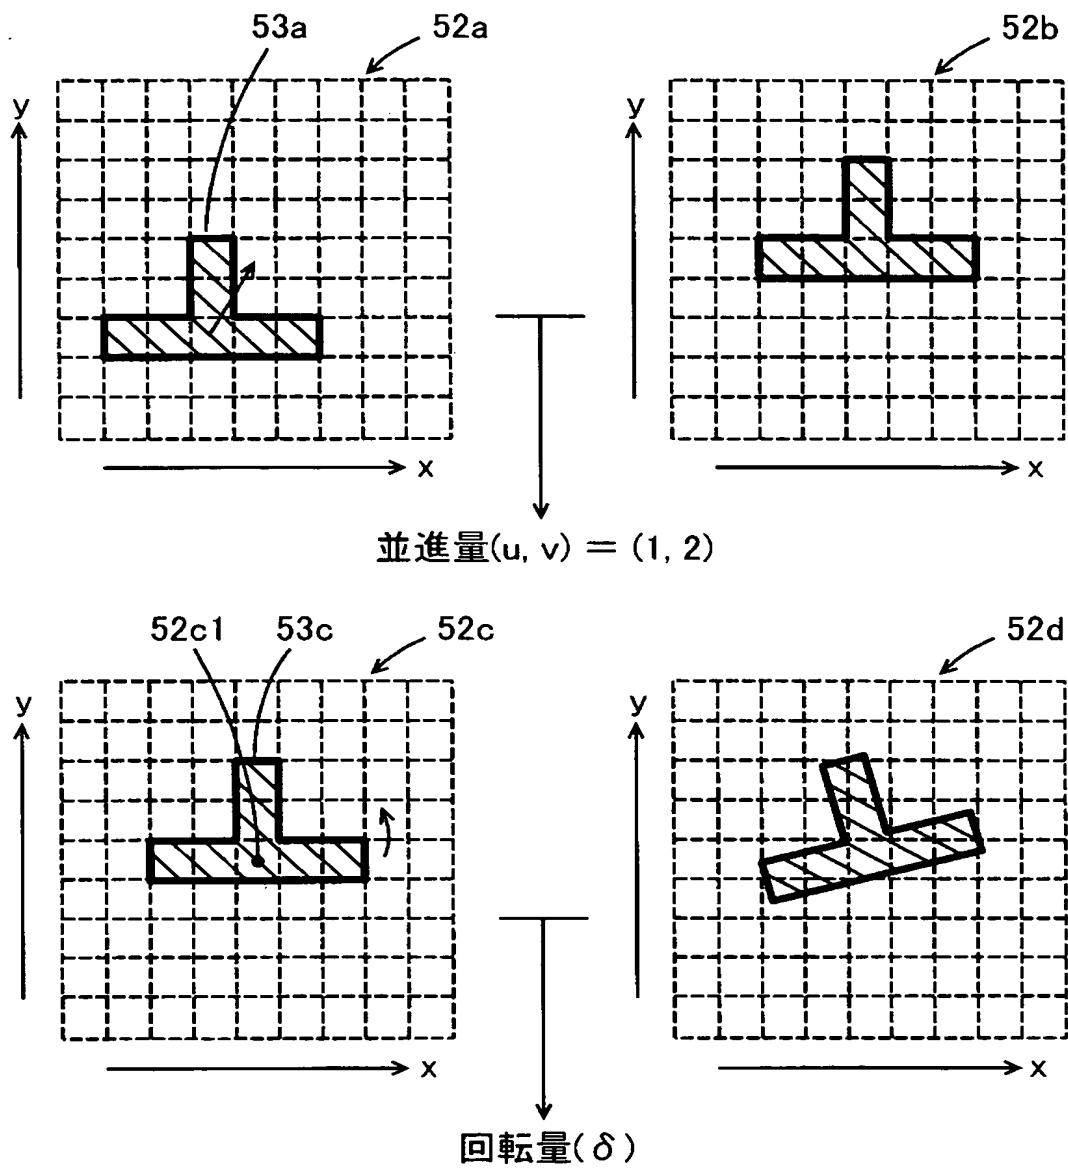 53a 52a 52b
y y
x x
並進量(u, v) = (1, 2)
52c1 53c 52c 52d
y y
x x
回転量(δ)